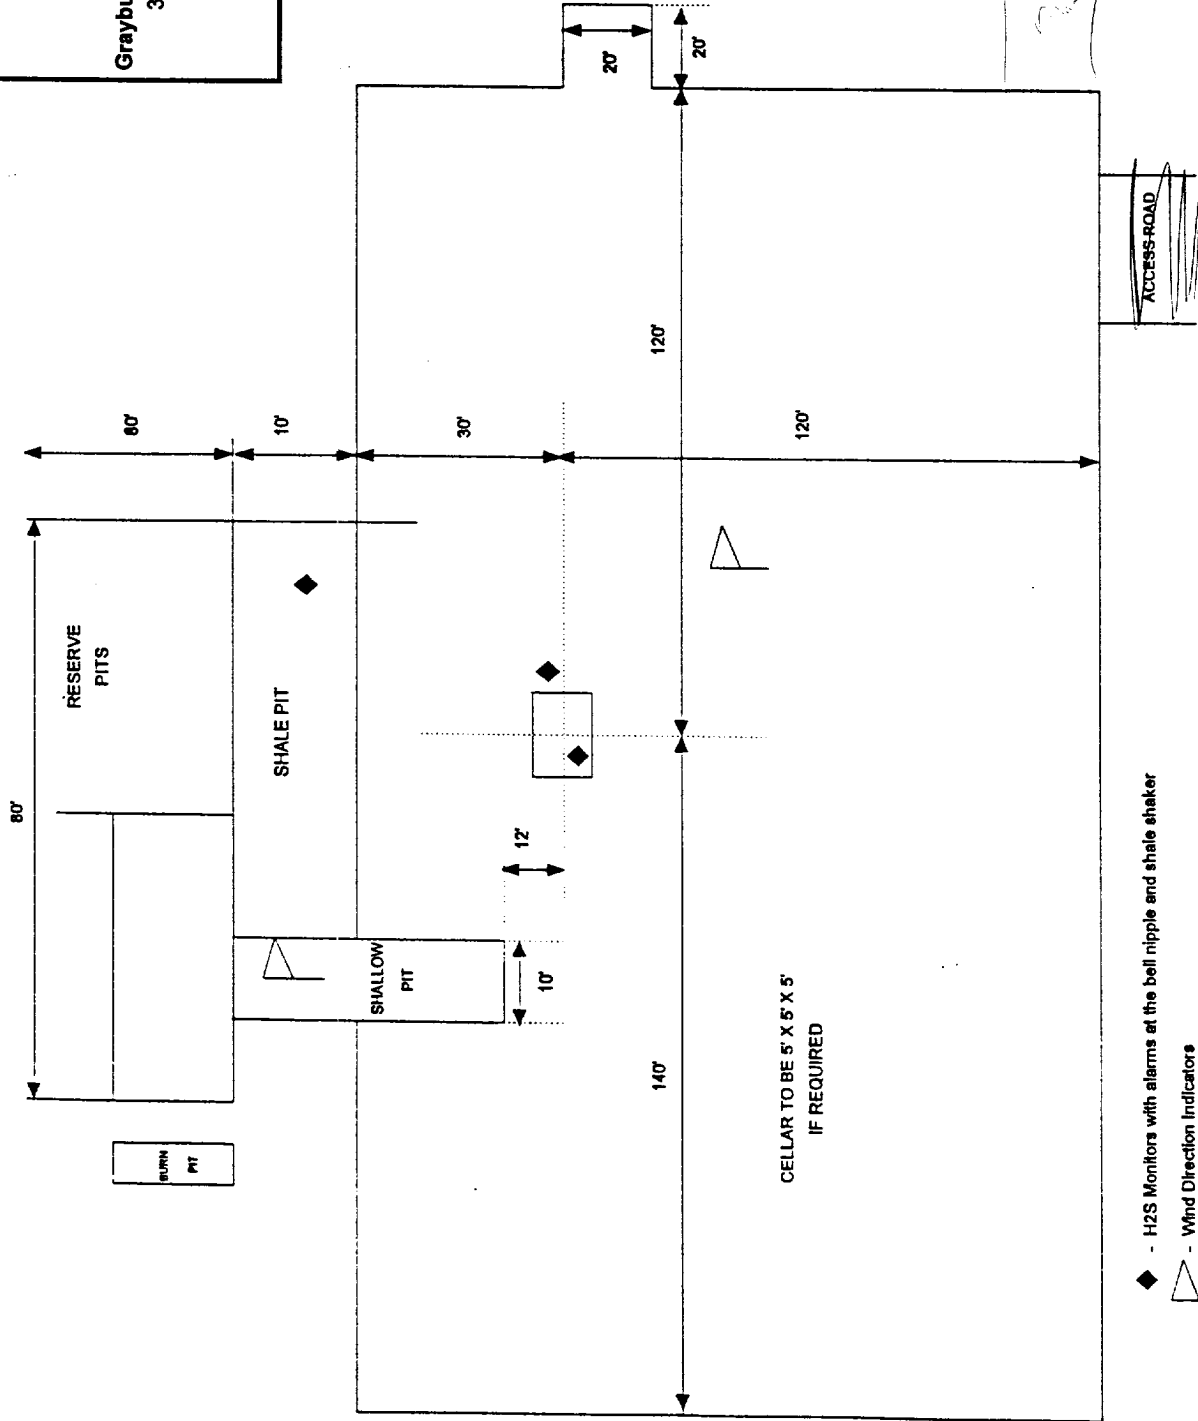 Graybu
3
80'
RESERVE
PITS
80'
BURN
PIT
SHALE PIT
10'
SHALLOW
PIT
30'
12'
10'
20'
20'
140'
120'
120'
CELLAR TO BE 5' X 5' X 5'
IF REQUIRED
ACCESS ROAD
- H2S Monitors with alarms at the bell nipple and shale shaker
- Wind Direction Indicators